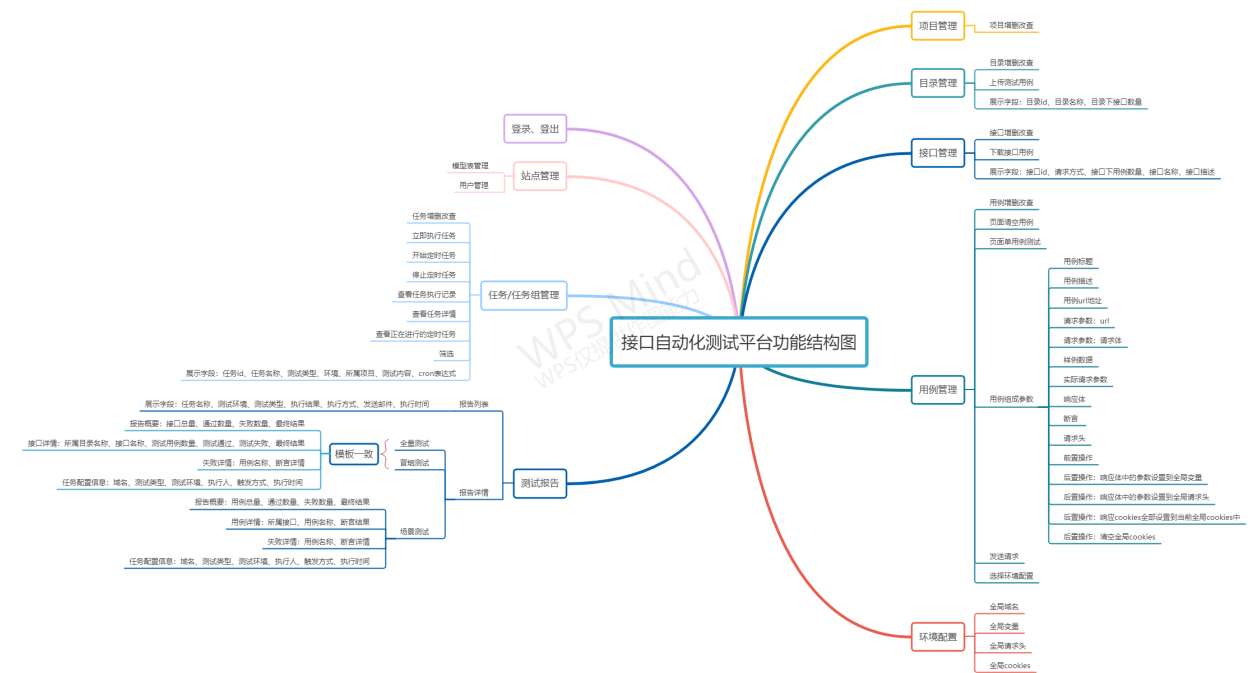 接口自动化测试平台功能结构图
项目管理
项目增删改查
目录管理
目录增删改查
上传测试用例
展示字段：目录id、目录名称、目录下接口数量
接口管理
接口增删改查
下载接口用例
展示字段：接口id、请求方式、接口下用例数量、接口名称、接口描述
用例管理
用例增删改查
页面清空用例
页面单用例测试
用例组成参数
用例标题
用例描述
用例url地址
请求参数：url
请求参数：请求体
样例数据
实际请求参数
响应体
断言
请求头
前置操作
后置操作：响应体中的参数设置到全局变量
后置操作：响应体中的参数设置到全局请求头
后置操作：响应cookies全部设置到当前全局cookies中
后置操作：清空全局cookies
发送请求
选择环境配置
环境配置
全局域名
全局变量
全局请求头
全局cookies
登录、登出
站点管理
模型表管理
用户管理
任务/任务组管理
任务增删改查
立即执行任务
开始定时任务
停止定时任务
查看任务执行记录
查看任务详情
查看正在进行的定时任务
筛选
展示字段：任务id、任务名称、测试类型、环境、所属项目、测试内容、cron表达式
测试报告
报告列表
展示字段：任务名称、测试环境、测试类型、执行结果、执行方式、发送邮件、执行时间
报告详情
全量测试
冒烟测试
模板一致
报告概要：接口总量、通过数量、失败数量、最终结果
接口详情：所属目录名称、接口名称、测试用例数量、测试通过、测试失败、最终结果
失败详情：用例名称、断言详情
任务配置信息：域名、测试类型、测试环境、执行人、触发方式、执行时间
场景测试
报告概要：用例总量、通过数量、失败数量、最终结果
用例详情：所属接口、用例名称、断言结果
失败详情：用例名称、断言详情
任务配置信息：域名、测试类型、测试环境、执行人、触发方式、执行时间
WPS Mind